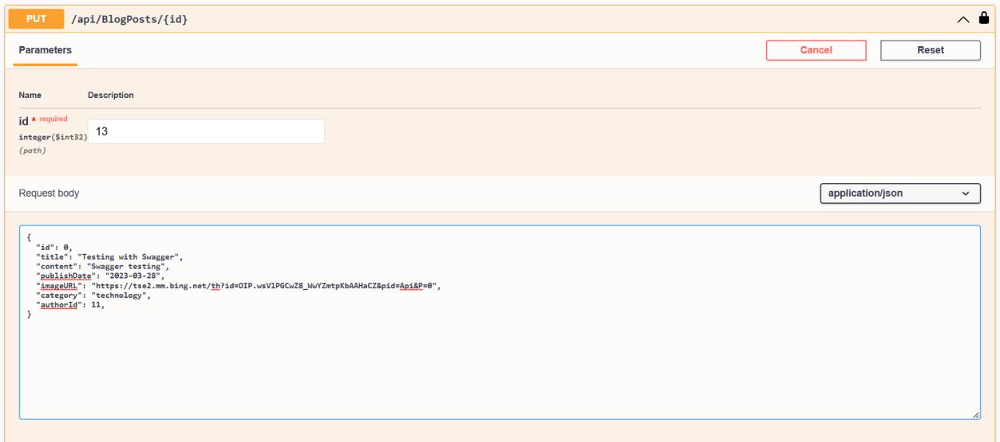 PUT /api/BlogPosts/{id}
Parameters
Cancel
Reset
Name Description
id * required
integer($int32)
(path)
13
Request body
application/json
{
  "id": 0,
  "title": "Testing with Swagger",
  "content": "Swagger testing",
  "publishDate": "2023-03-28",
  "imageURL": "https://tse2.mm.bing.net/th?id=OIP.wsVlPGCwZ8_WwYZmtpKbAAHaCZ&pid=Api&P=0",
  "category": "technology",
  "authorId": 11,
}